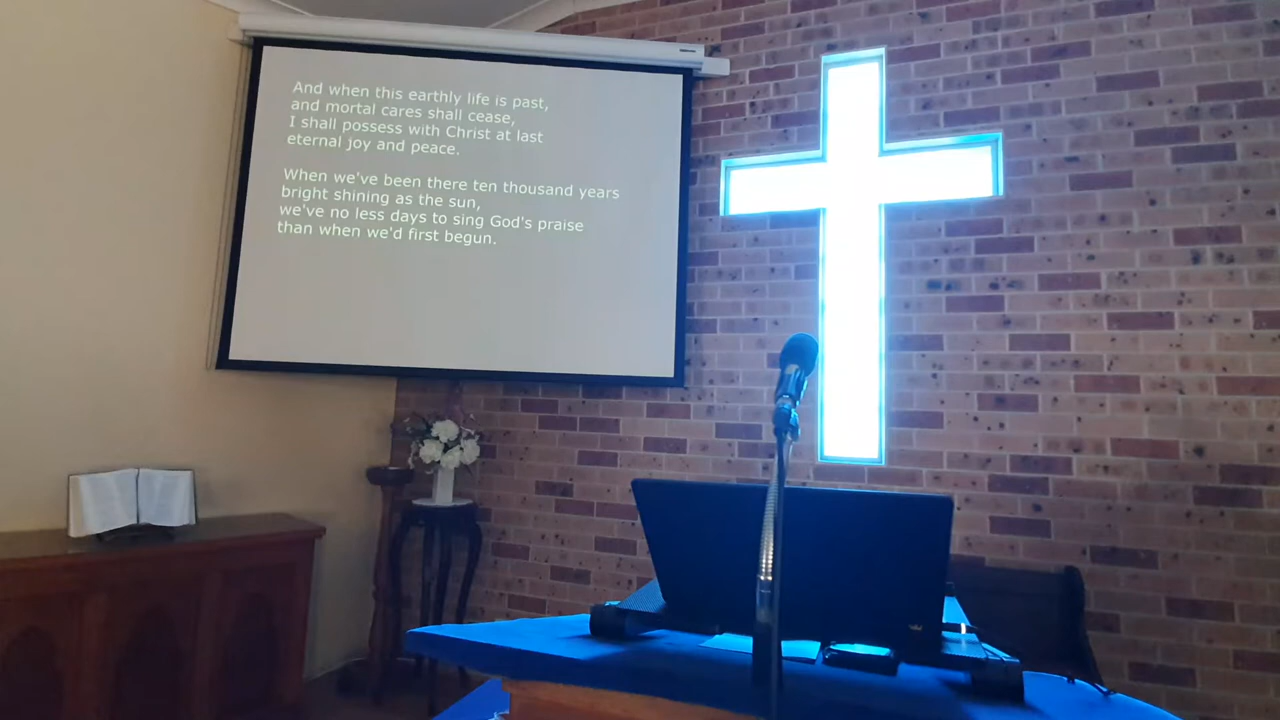 And when this earthly life is past,
and mortal cares shall cease,
I shall possess with Christ at last
eternal joy and peace.
When we've been there ten thousand years
bright shining as the sun,
we've no less days to sing God's praise
than when we'd first begun.